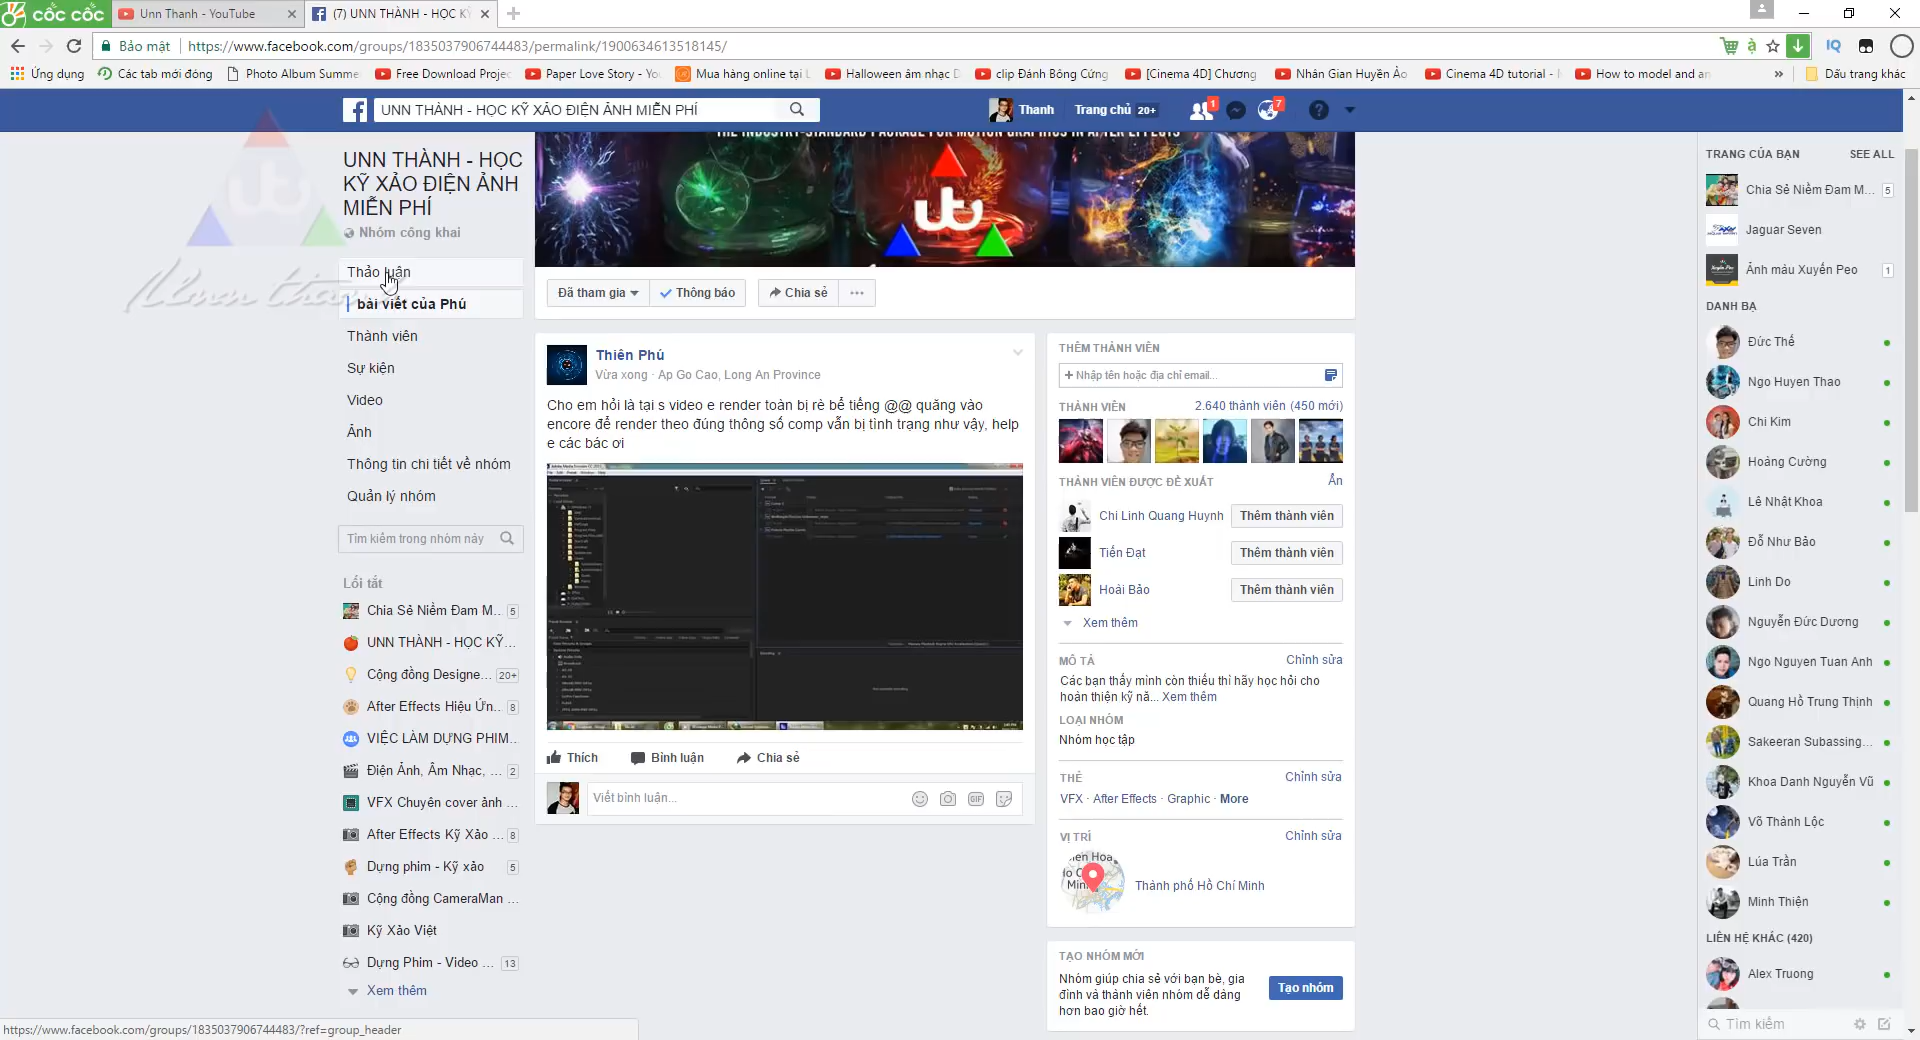 cốc cốc
Unn Thanh - YouTube
(7) UNN THÀNH - HỌC KỸ
Bảo mật
https://www.facebook.com/groups/1835037906744483/permalink/1900634613518145/
Ứng dụng
Các tab mới đóng
Photo Album Summe
Free Download Projec
Paper Love Story - Yo
Mua hàng online tại L
Halloween âm nhạc D
clip Đánh Bông Cứng
[Cinema 4D] Chương
Nhân Gian Huyền Ảo
Cinema 4D tutorial - I
How to model and an
»
Dấu trang khác
UNN THÀNH - HỌC KỸ XẢO ĐIỆN ẢNH MIỄN PHÍ
Thanh
Trang chủ 20+
1
7
UNN THÀNH - HỌC
KỸ XẢO ĐIỆN ẢNH
MIỄN PHÍ
Nhóm công khai
Thảo luận
bài viết của Phú
Thành viên
Sự kiện
Video
Ảnh
Thông tin chi tiết về nhóm
Quản lý nhóm
Tìm kiếm trong nhóm này
Lối tắt
Chia Sẻ Niềm Đam M... 5
UNN THÀNH - HỌC KỸ...
Cộng đồng Designe... 20+
After Effects Hiệu Ứn... 8
VIỆC LÀM DỰNG PHIM...
Điện Ảnh, Âm Nhạc, ... 2
VFX Chuyên cover ảnh ...
After Effects Kỹ Xảo ... 8
Dựng phim - Kỹ xảo 5
Cộng đồng CameraMan ...
Kỹ Xảo Việt
Dựng Phim - Video ... 13
Xem thêm
https://www.facebook.com/groups/1835037906744483/?ref=group_header
THE INDUSTRY-STANDARD PACKAGE FOR MOTION GRAPHICS IN AFTER EFFECTS
Đã tham gia
Thông báo
Chia sẻ
Thiên Phú
Vừa xong · Ap Go Cao, Long An Province
Cho em hỏi là tại s video e render toàn bị rè bể tiếng @@ quăng vào
encore để render theo đúng thông số comp vẫn bị tình trạng như vậy, help
e các bác ơi
Thích
Bình luận
Chia sẻ
Viết bình luận...
GIF
THÊM THÀNH VIÊN
+ Nhập tên hoặc địa chỉ email...
THÀNH VIÊN
2.640 thành viên (450 mới)
THÀNH VIÊN ĐƯỢC ĐỀ XUẤT
Ẩn
Chi Linh Quang Huynh
Thêm thành viên
Tiến Đạt
Thêm thành viên
Hoài Bảo
Thêm thành viên
Xem thêm
MÔ TẢ
Chỉnh sửa
Các bạn thấy mình còn thiếu thì hãy học hỏi cho
hoàn thiện kỹ nă... Xem thêm
LOẠI NHÓM
Nhóm học tập
THẺ
Chỉnh sửa
VFX · After Effects · Graphic · More
VỊ TRÍ
Chỉnh sửa
Thành phố Hồ Chí Minh
TẠO NHÓM MỚI
Nhóm giúp chia sẻ với bạn bè, gia
đình và thành viên nhóm dễ dàng
hơn bao giờ hết.
Tạo nhóm
TRANG CỦA BẠN
SEE ALL
Chia Sẻ Niềm Đam M... 5
Jaguar Seven
Ảnh màu Xuyến Peo 1
DANH BẠ
Đức Thế
Ngo Huyen Thao
Chi Kim
Hoàng Cường
Lê Nhật Khoa
Đỗ Như Bảo
Linh Do
Nguyễn Đức Dương
Ngo Nguyen Tuan Anh
Quang Hồ Trung Thịnh
Sakeeran Subassing...
Khoa Danh Nguyễn Vũ
Võ Thành Lộc
Lúa Trần
Minh Thiện
LIÊN HỆ KHÁC (420)
Alex Truong
Tìm kiếm